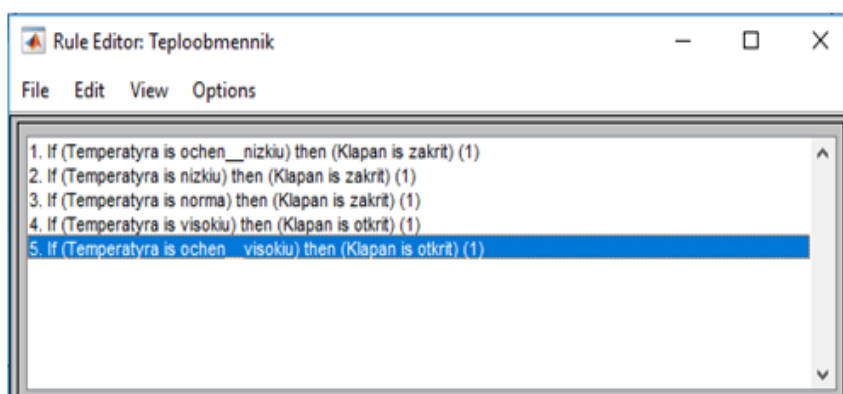 Rule Editor: Teploobmennik
File Edit View Options
1. If (Temperatyra is ochen__nizkiu) then (Klapan is zakrit) (1)
2. If (Temperatyra is nizkiu) then (Klapan is zakrit) (1)
3. If (Temperatyra is norma) then (Klapan is zakrit) (1)
4. If (Temperatyra is visokiu) then (Klapan is otkrit) (1)
5. If (Temperatyra is ochen__visokiu) then (Klapan is otkrit) (1)